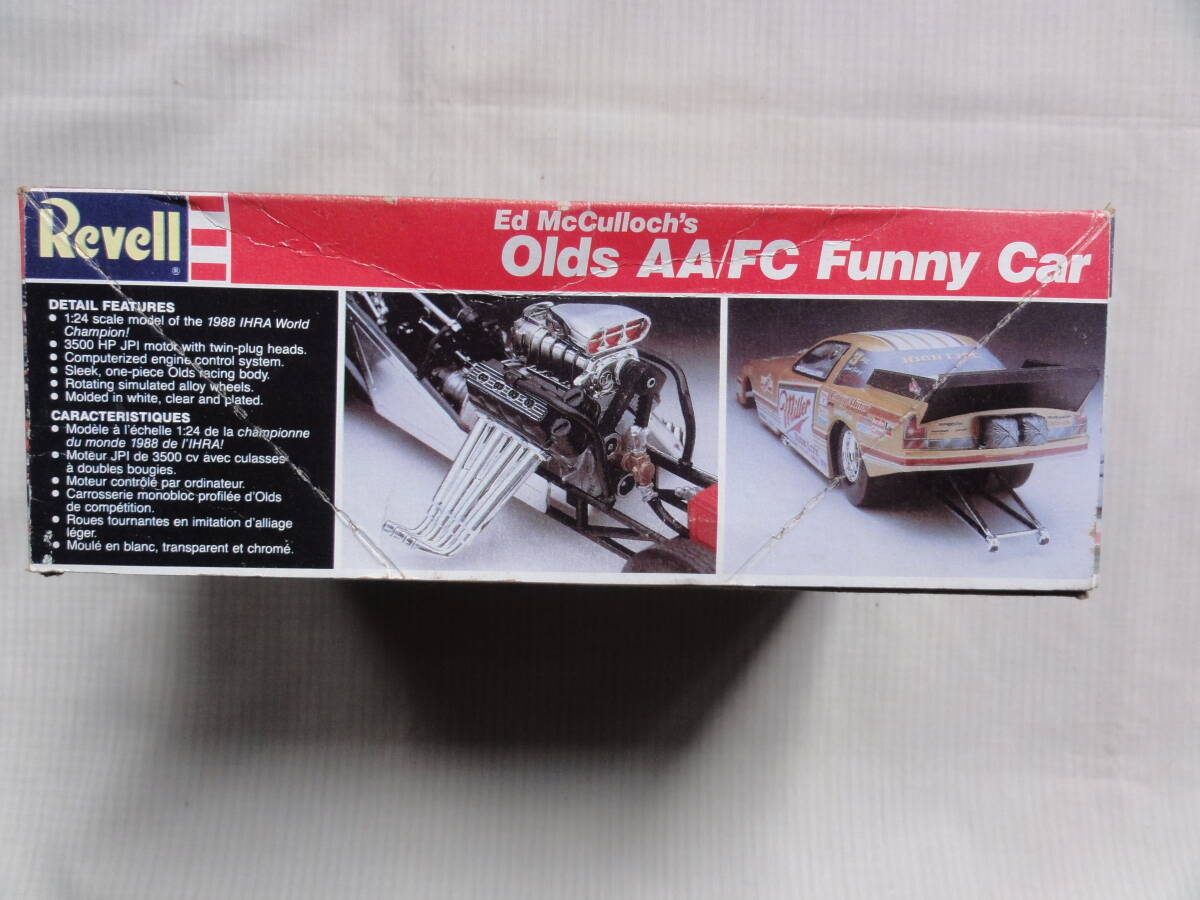 Revell
®
Ed McCulloch's
Olds AA/FC Funny Car
DETAIL FEATURES
● 1:24 scale model of the 1988 IHRA World
Champion!
● 3500 HP JPI motor with twin-plug heads.
● Computerized engine control system.
● Sleek, one-piece Olds racing body.
● Rotating simulated alloy wheels.
● Molded in white, clear and plated.
CARACTERISTIQUES
● Modèle à l'échelle 1:24 de la championne
du monde 1988 de l'IHRA!
● Moteur JPI de 3500 cv avec culasses
à doubles bougies.
● Moteur contrôlé par ordinateur.
● Carrosserie monobloc profilée d'Olds
de compétition.
● Roues tournantes en imitation d'alliage
léger.
● Moulé en blanc, transparent et chromé.
HIGH LIFE
Miller